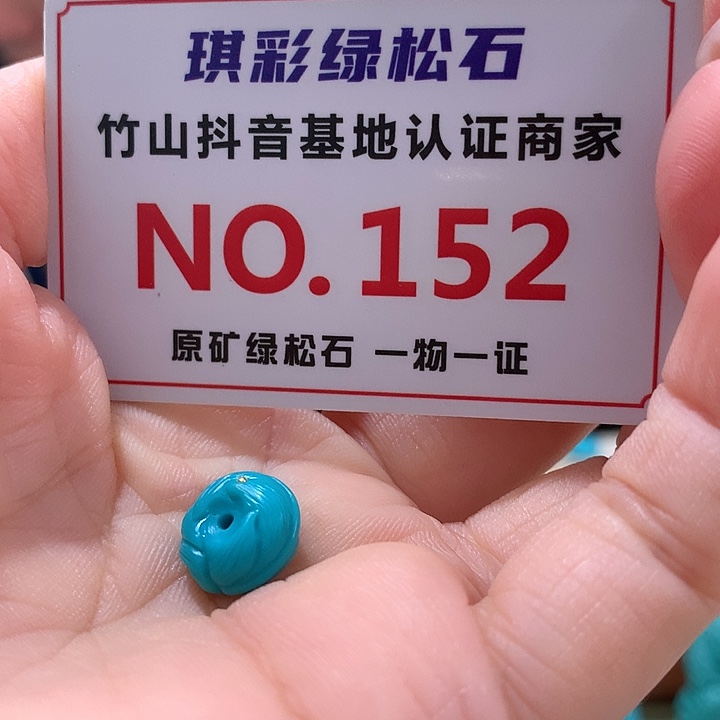 琪彩绿松石
竹山抖音基地认证商家
NO.152
原矿绿松石 一物一证